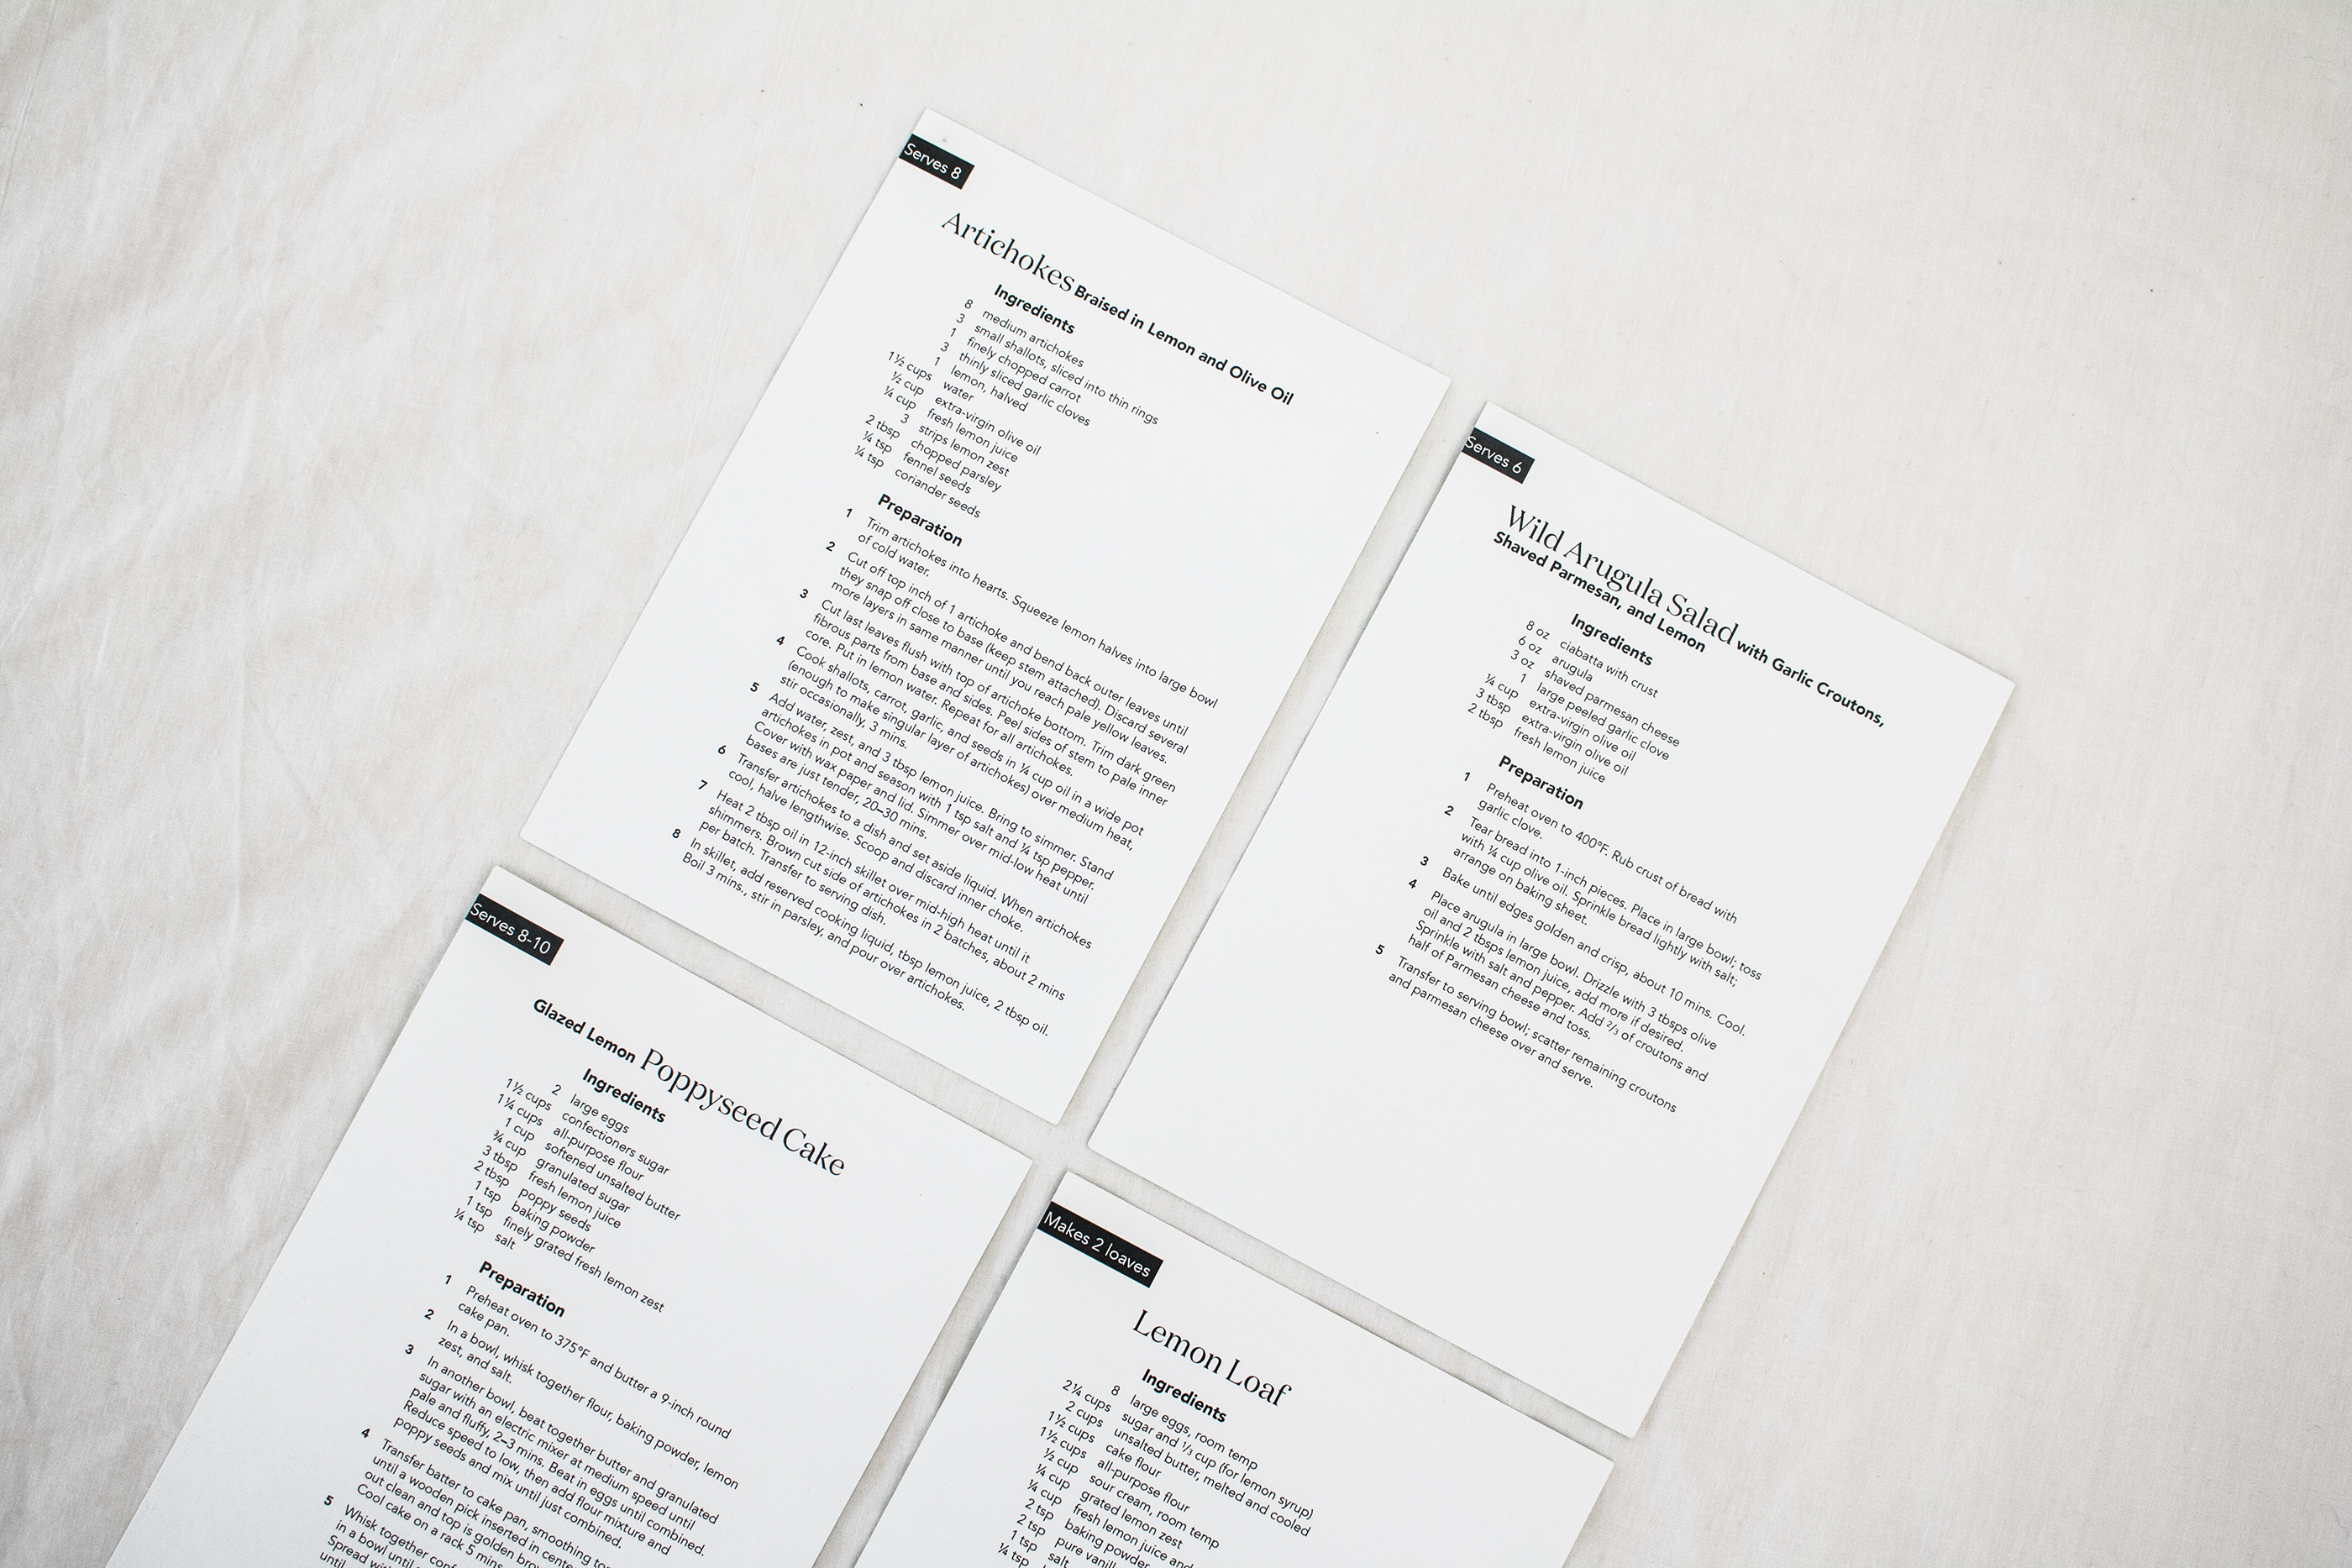 Serves 8
Artichokes Braised in Lemon and Olive Oil
Ingredients
8 medium artichokes
3 small shallots, sliced into thin rings
1 finely chopped carrot
3 thinly sliced garlic cloves
1 lemon, halved
1½ cups water
½ cup extra-virgin olive oil
¼ cup fresh lemon juice
3 strips lemon zest
2 tbsp chopped parsley
¼ tsp fennel seeds
¼ tsp coriander seeds
Preparation
1 Trim artichokes into hearts. Squeeze lemon halves into large bowl
of cold water.
2 Cut off top inch of 1 artichoke and bend back outer leaves until
they snap off close to base (keep stem attached). Discard several
more layers in same manner until you reach pale yellow leaves.
3 Cut last leaves flush with top of artichoke bottom. Trim dark green
fibrous parts from base and sides. Peel sides of stem to pale inner
core. Put in lemon water. Repeat for all artichokes.
4 Cook shallots, carrot, garlic, and seeds in ¼ cup oil in a wide pot
(enough to make singular layer of artichokes) over medium heat,
stir occasionally, 3 mins.
5 Add water, zest, and 3 tbsp lemon juice. Bring to simmer. Stand
artichokes in pot and season with 1 tsp salt and ¼ tsp pepper.
Cover with wax paper and lid. Simmer over mid-low heat until
bases are just tender, 20–30 mins.
6 Transfer artichokes to a dish and set aside liquid. When artichokes
cool, halve lengthwise. Scoop and discard inner choke.
7 Heat 2 tbsp oil in 12-inch skillet over mid-high heat until it
shimmers. Brown cut side of artichokes in 2 batches, about 2 mins
per batch. Transfer to serving dish.
8 In skillet, add reserved cooking liquid, tbsp lemon juice, 2 tbsp oil.
Boil 3 mins., stir in parsley, and pour over artichokes.
Serves 6
Wild Arugula Salad with Garlic Croutons,
Shaved Parmesan, and Lemon
Ingredients
8 oz ciabatta with crust
6 oz arugula
3 oz shaved parmesan cheese
1 large peeled garlic clove
¼ cup extra-virgin olive oil
3 tbsp extra-virgin olive oil
2 tbsp fresh lemon juice
Preparation
1 Preheat oven to 400°F. Rub crust of bread with
garlic clove.
2 Tear bread into 1-inch pieces. Place in large bowl; toss
with ¼ cup olive oil. Sprinkle bread lightly with salt;
arrange on baking sheet.
3 Bake until edges golden and crisp, about 10 mins. Cool.
4 Place arugula in large bowl. Drizzle with 3 tbsps olive
oil and 2 tbsps lemon juice, add more if desired.
Sprinkle with salt and pepper. Add ⅔ of croutons and
half of Parmesan cheese and toss.
5 Transfer to serving bowl; scatter remaining croutons
and parmesan cheese over and serve.
Serves 8-10
Glazed Lemon Poppyseed Cake
Ingredients
2 large eggs
1½ cups confectioners sugar
1¼ cups all-purpose flour
1 cup softened unsalted butter
¾ cup granulated sugar
3 tbsp fresh lemon juice
2 tbsp poppy seeds
1 tsp baking powder
1 tsp finely grated fresh lemon zest
¼ tsp salt
Preparation
1 Preheat oven to 375°F and butter a 9-inch round
cake pan.
2 In a bowl, whisk together flour, baking powder, lemon
zest, and salt.
3 In another bowl, beat together butter and granulated
sugar with an electric mixer at medium speed until
pale and fluffy, 2–3 mins. Beat in eggs until combined.
Reduce speed to low, then add flour mixture and
poppy seeds and mix until just combined.
4 Transfer batter to cake pan, smoothing
until a wooden pick inserted in
out clean and top is golden
Cool cake on a rack 5 mins
5 Whisk together
in a bowl until
Spread
until
Makes 2 loaves
Lemon Loaf
Ingredients
8 large eggs, room temp
2¼ cups sugar and ⅓ cup (for lemon syrup)
2 cups unsalted butter, melted and cooled
1½ cups cake flour
1½ cups all-purpose flour
½ cup sour cream, room temp
¼ cup grated lemon zest
¼ cup fresh lemon juice and
2 tsp baking powder
2 tsp pure
1 tsp salt
¼ tsp